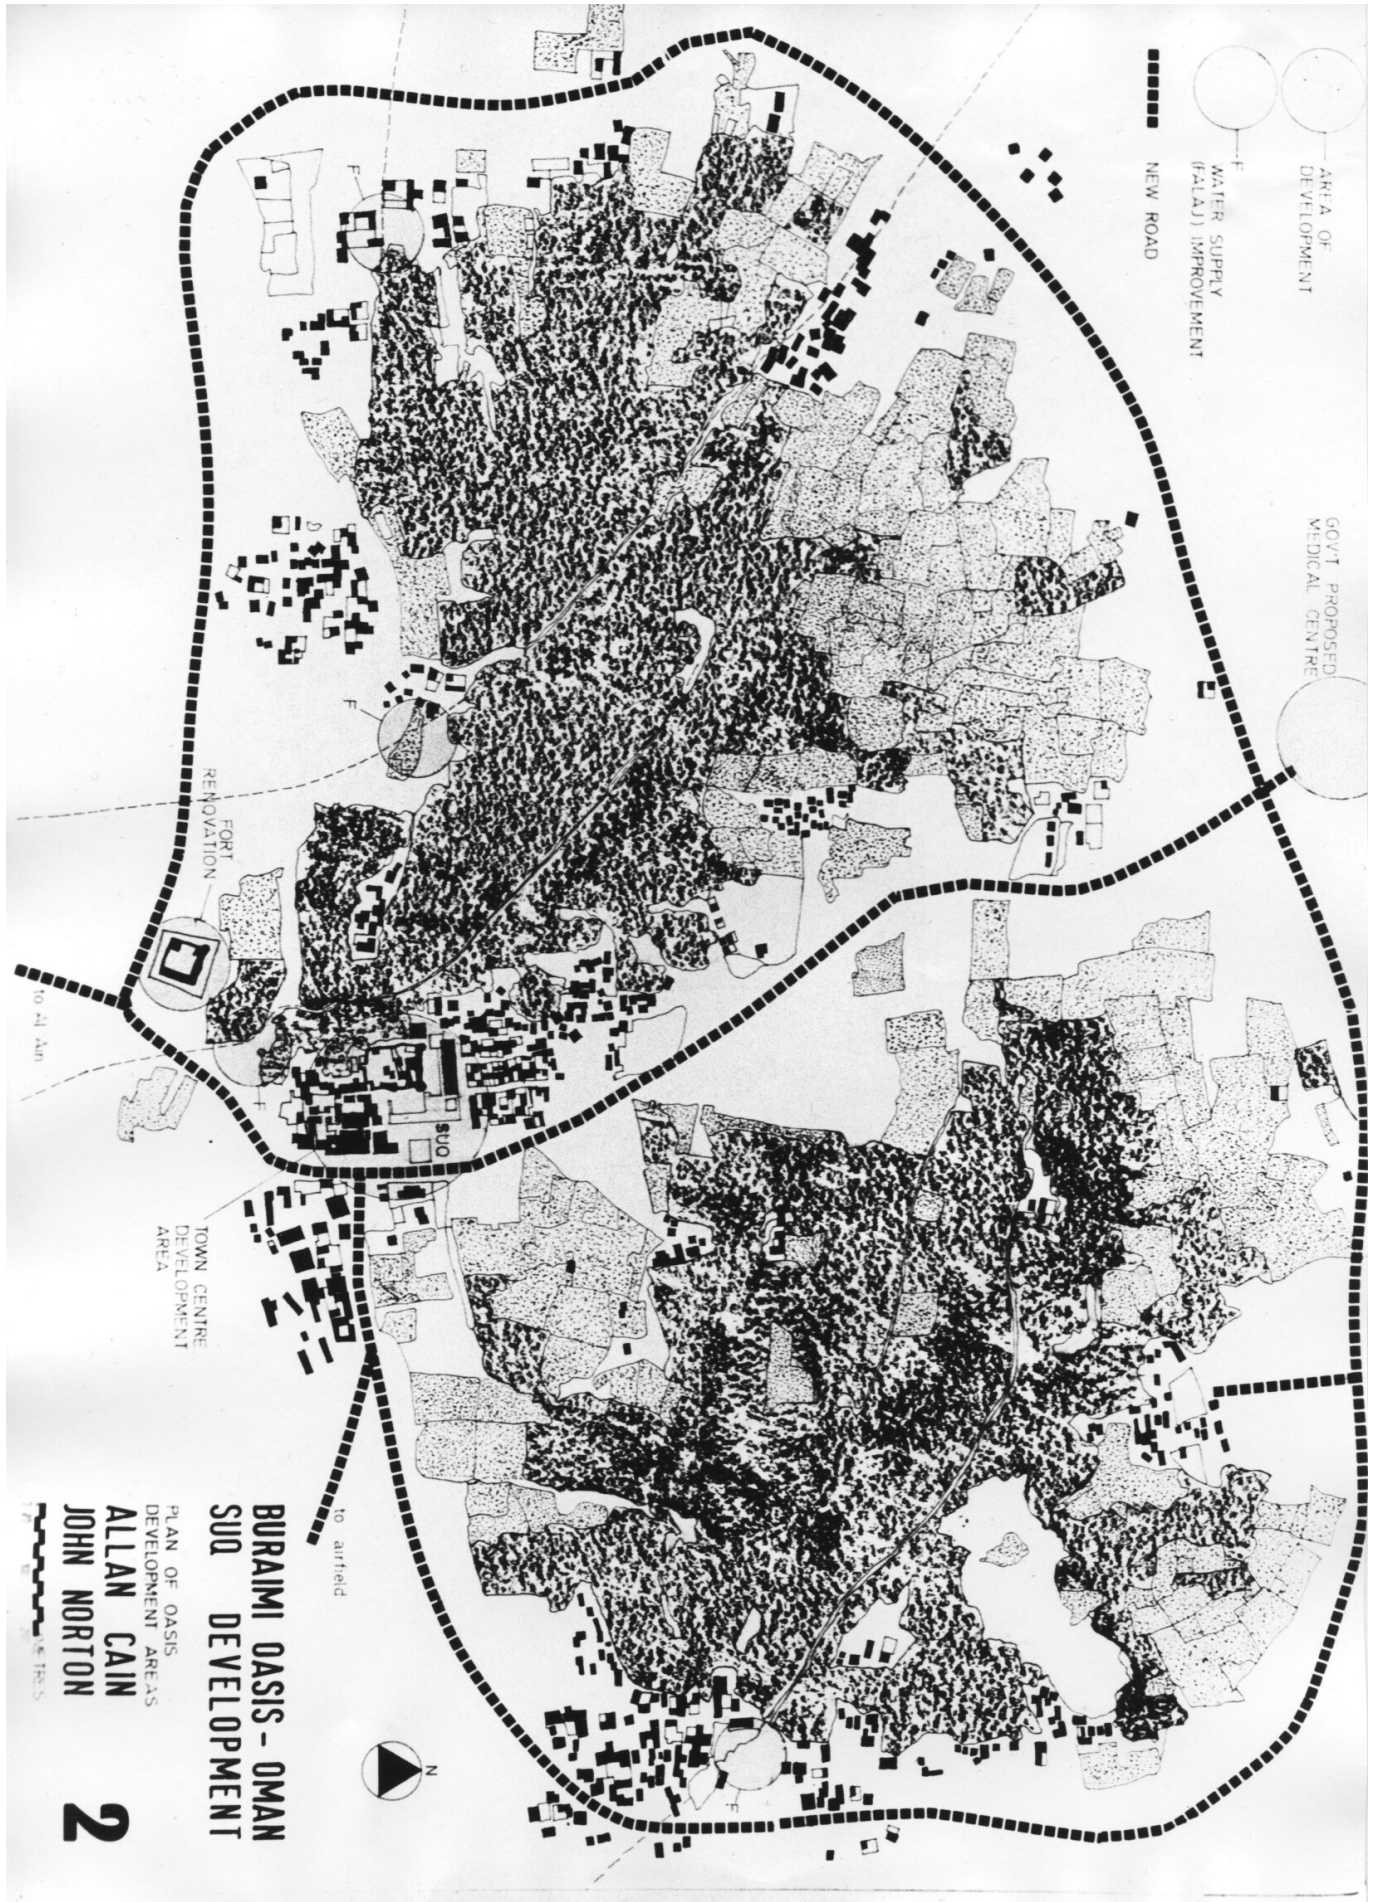 AREA OF
DEVELOPMENT
F
WATER SUPPLY
(FALAJ) IMPROVEMENT
NEW ROAD
GOVT PROPOSED
MEDICAL CENTRE
F
F
FORT
RENOVATION
to Al Ain
F
SUQ
TOWN CENTRE
DEVELOPMENT
AREA
to airfield
F
N
BURAIMI OASIS - OMAN
SUQ DEVELOPMENT
PLAN OF OASIS
DEVELOPMENT AREAS
ALLAN CAIN
JOHN NORTON
METRES
2